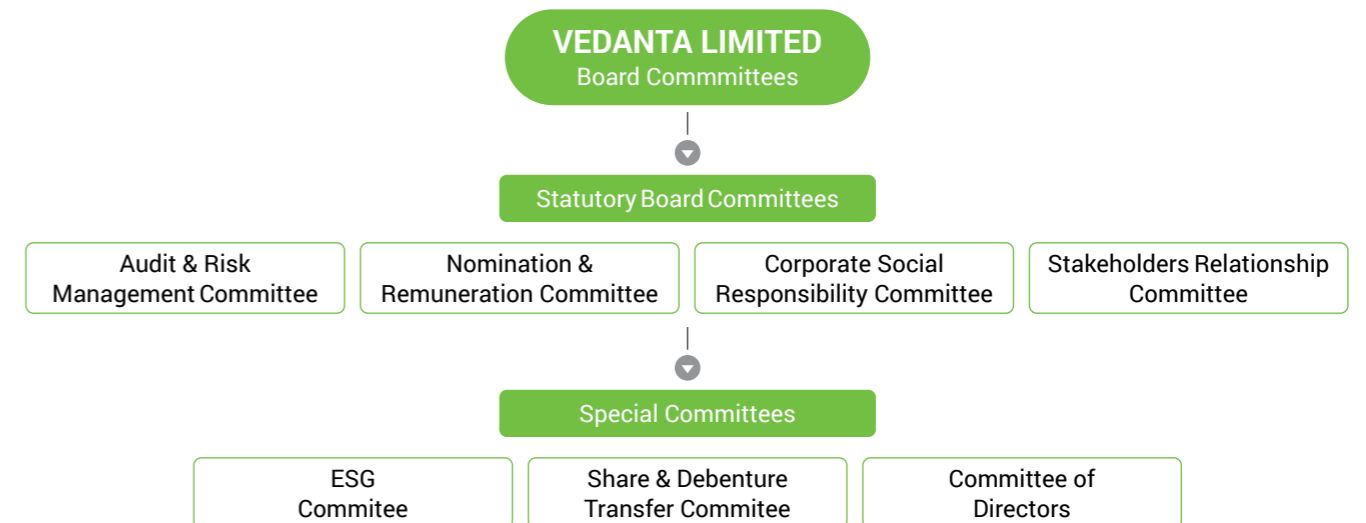 VEDANTA LIMITED
Board Commmittees
Statutory Board Committees
Audit & Risk
Management Committee
Nomination &
Remuneration Committee
Corporate Social
Responsibility Committee
Stakeholders Relationship
Committee
Special Committees
ESG
Commitee
Share & Debenture
Transfer Commitee
Committee of
Directors